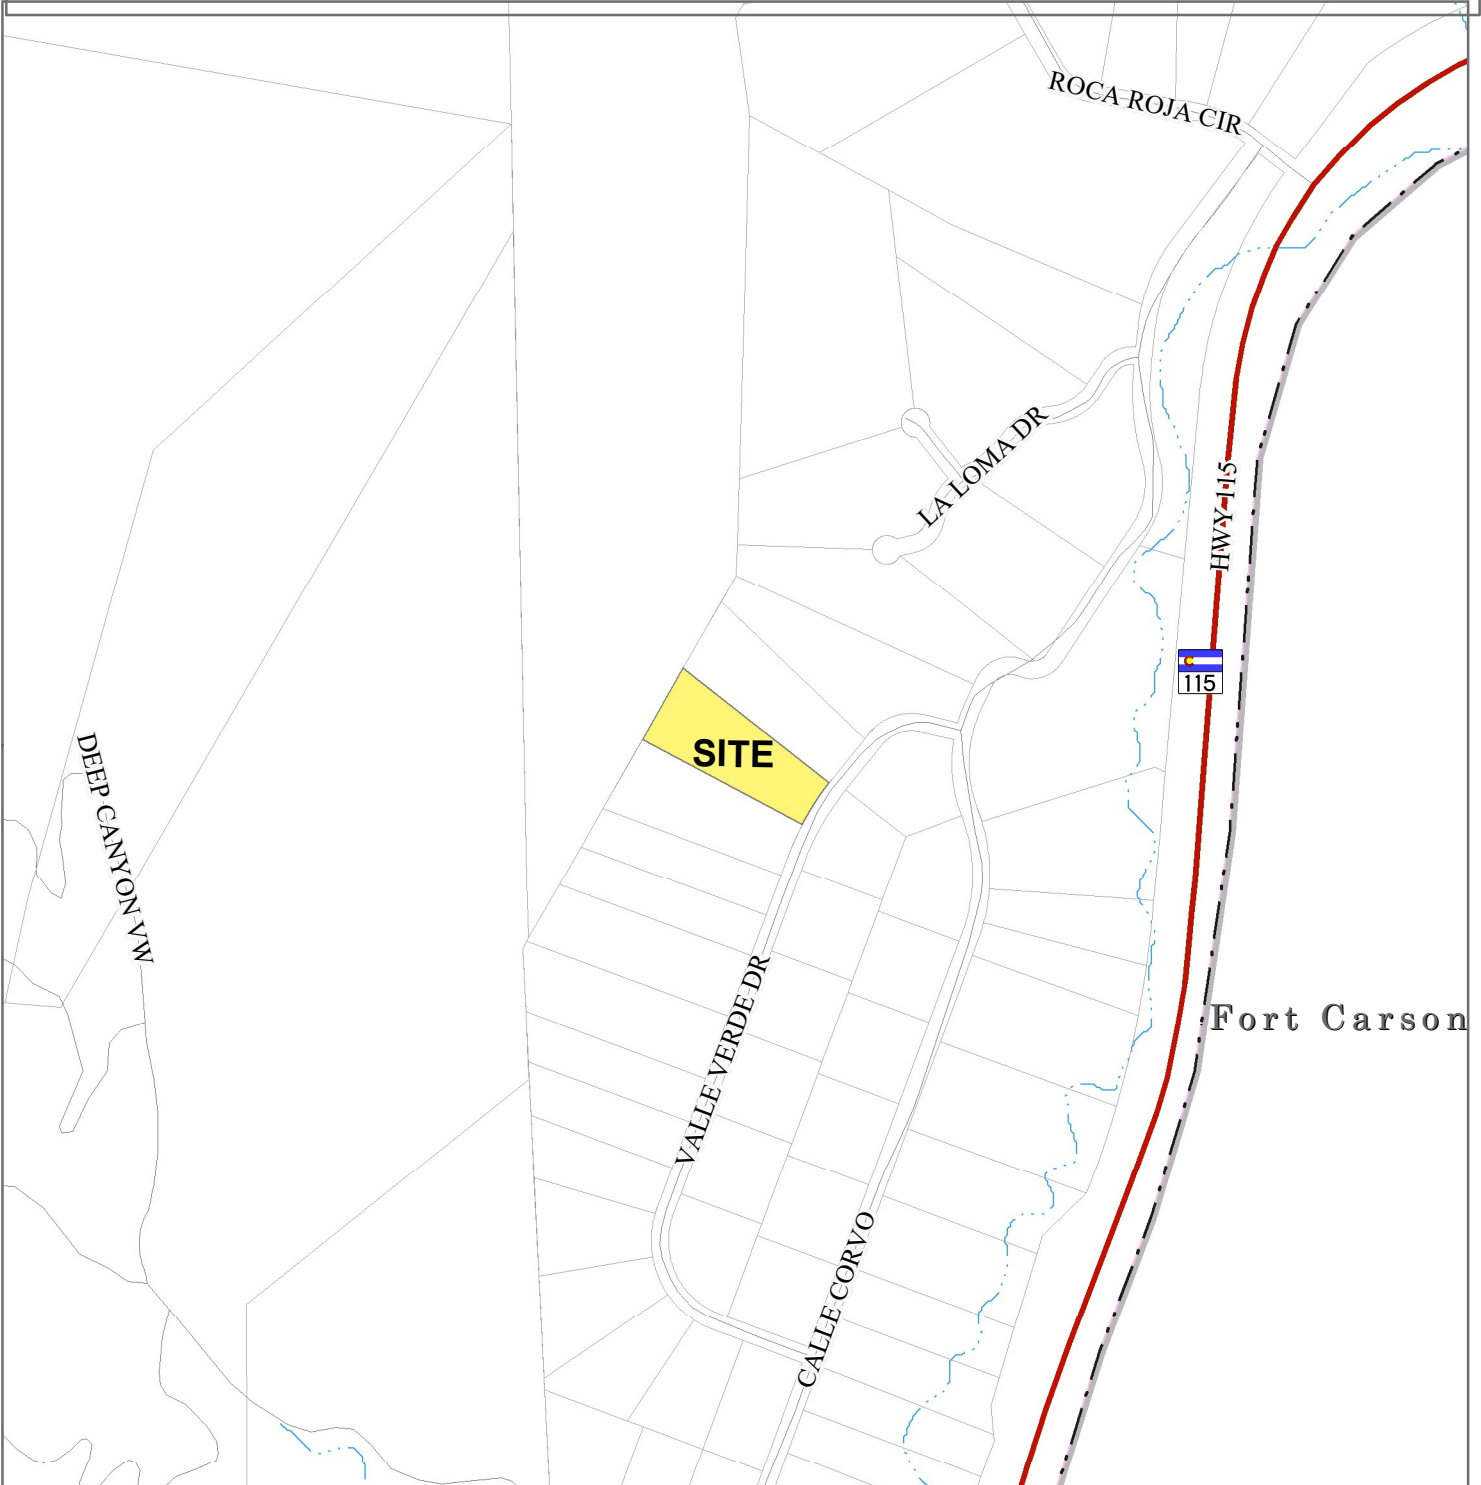 ROCA ROJA CIR
LA LOMA DR
HWY 115
115
SITE
DEEP CANYON VW
VALLE VERDE DR
Fort Carson
CALLE CORVO